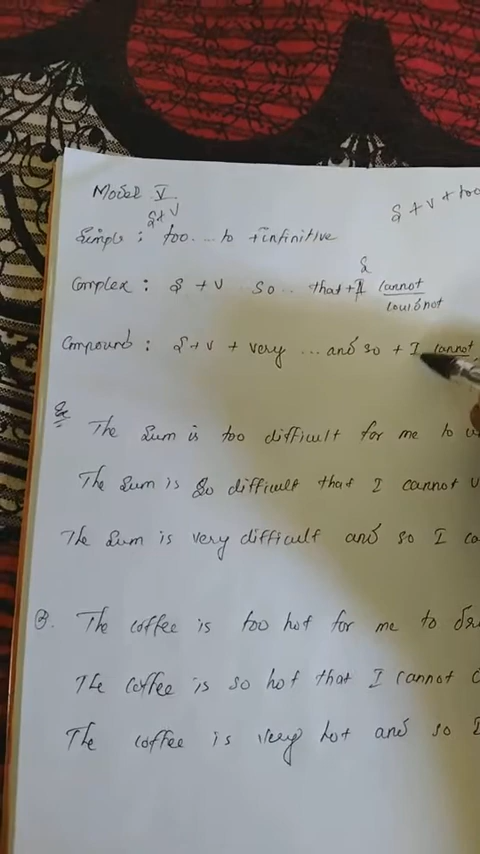 Model V
S + V
S + V + too
Simple : too ... to + infinitive
S
Complex : S + V so .. that + cannot
could not
Compound : S + V + very ... and so + I cannot
Ex
The Sum is too difficult for me to
The Sum is so difficult that I cannot
The Sum is very difficult and so I ca
2. The coffee is too hot for me to
The coffee is so hot that I cannot
The coffee is very hot and so I